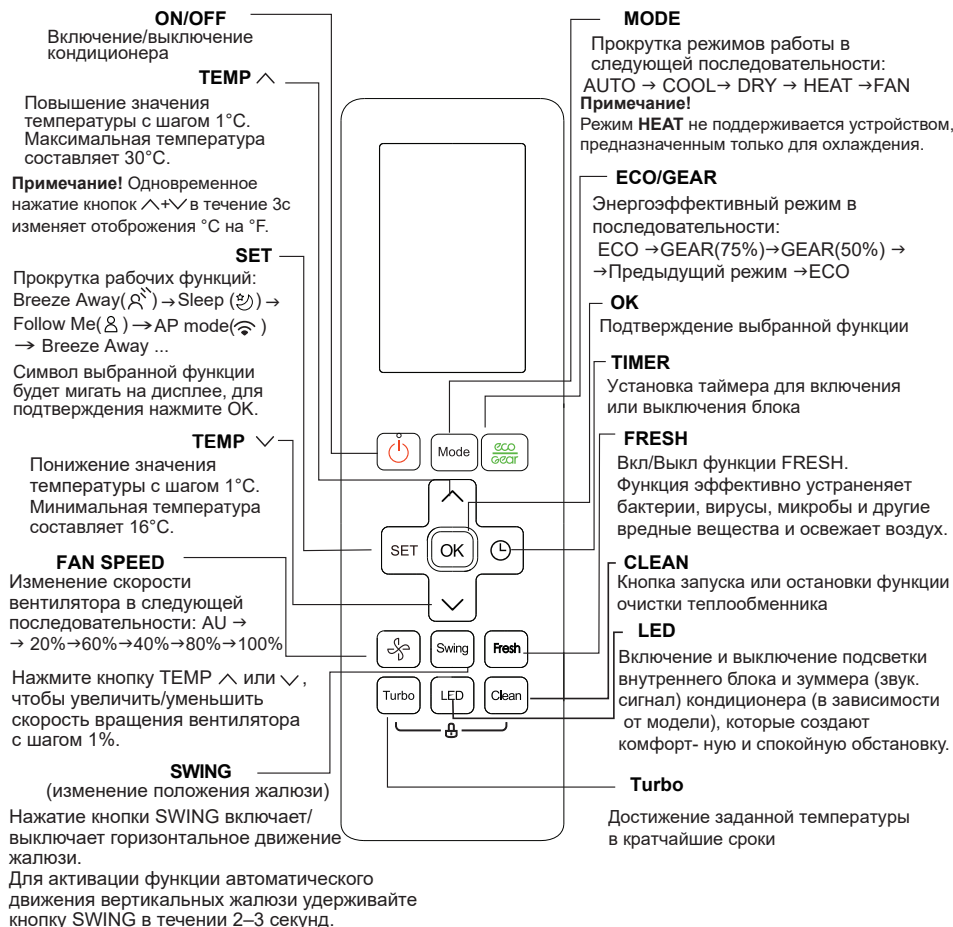 ON/OFF
Включение/выключение
кондиционера
TEMP ︿
Повышение значения
температуры с шагом 1°C.
Максимальная температура
составляет 30°C.
Примечание! Одновременное
нажатие кнопок ︿+﹀ в течение 3с
изменяет отоброжения °C на °F.
SET
Прокрутка рабочих функций:
Breeze Away( ) → Sleep ( ) →
Follow Me( ) → AP mode( )
→ Breeze Away ...
Символ выбранной функции
будет мигать на дисплее, для
подтверждения нажмите OK.
TEMP ﹀
Понижение значения
температуры с шагом 1°C.
Минимальная температура
составляет 16°C.
FAN SPEED
Изменение скорости
вентилятора в следующей
последовательности: AU →
→ 20%→60%→40%→80%→100%
Нажмите кнопку TEMP ︿ или ﹀,
чтобы увеличить/уменьшить
скорость вращения вентилятора
с шагом 1%.
SWING
(изменение положения жалюзи)
Нажатие кнопки SWING включает/
выключает горизонтальное движение
жалюзи.
Для активации функции автоматического
движения вертикальных жалюзи удерживайте
кнопку SWING в течении 2–3 секунд.
Mode
eco
Gear
SET
OK
Swing
Fresh
Turbo
LED
Clean
MODE
Прокрутка режимов работы в
следующей последовательности:
AUTO → COOL→ DRY → HEAT →FAN
Примечание!
Режим HEAT не поддерживается устройством,
предназначенным только для охлаждения.
ECO/GEAR
Энергоэффективный режим в
последовательности:
ECO →GEAR(75%)→GEAR(50%) →
→Предыдущий режим →ECO
OK
Подтверждение выбранной функции
TIMER
Установка таймера для включения
или выключения блока
FRESH
Вкл/Выкл функции FRESH.
Функция эффективно устраненяет
бактерии, вирусы, микробы и другие
вредные вещества и освежает воздух.
CLEAN
Кнопка запуска или остановки функции
очистки теплообменника
LED
Включение и выключение подсветки
внутреннего блока и зуммера (звук.
сигнал) кондиционера (в зависимости
от модели), которые создают
комфорт- ную и спокойную обстановку.
Turbo
Достижение заданной температуры
в кратчайшие сроки